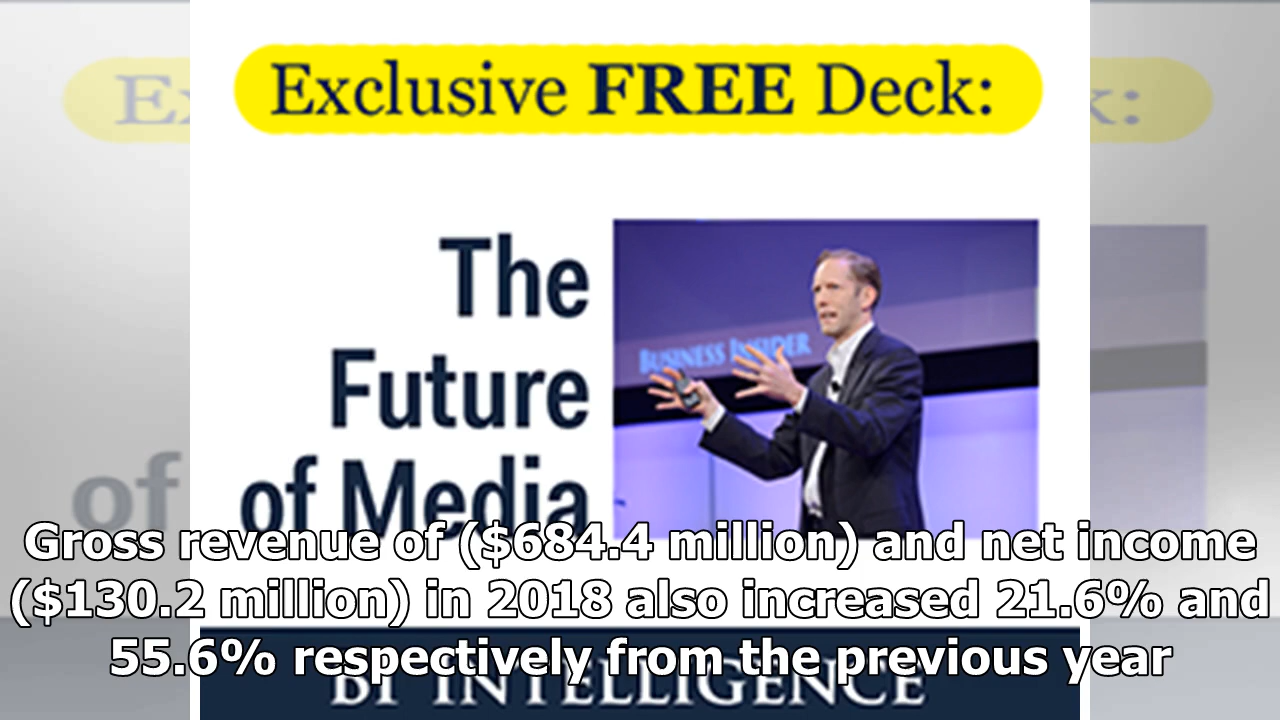 Exclusive FREE Deck:
The
Future
of Media
BUSINESS INSIDER
Gross revenue of ($684.4 million) and net income
($130.2 million) in 2018 also increased 21.6% and
55.6% respectively from the previous year
BI INTELLIGENCE